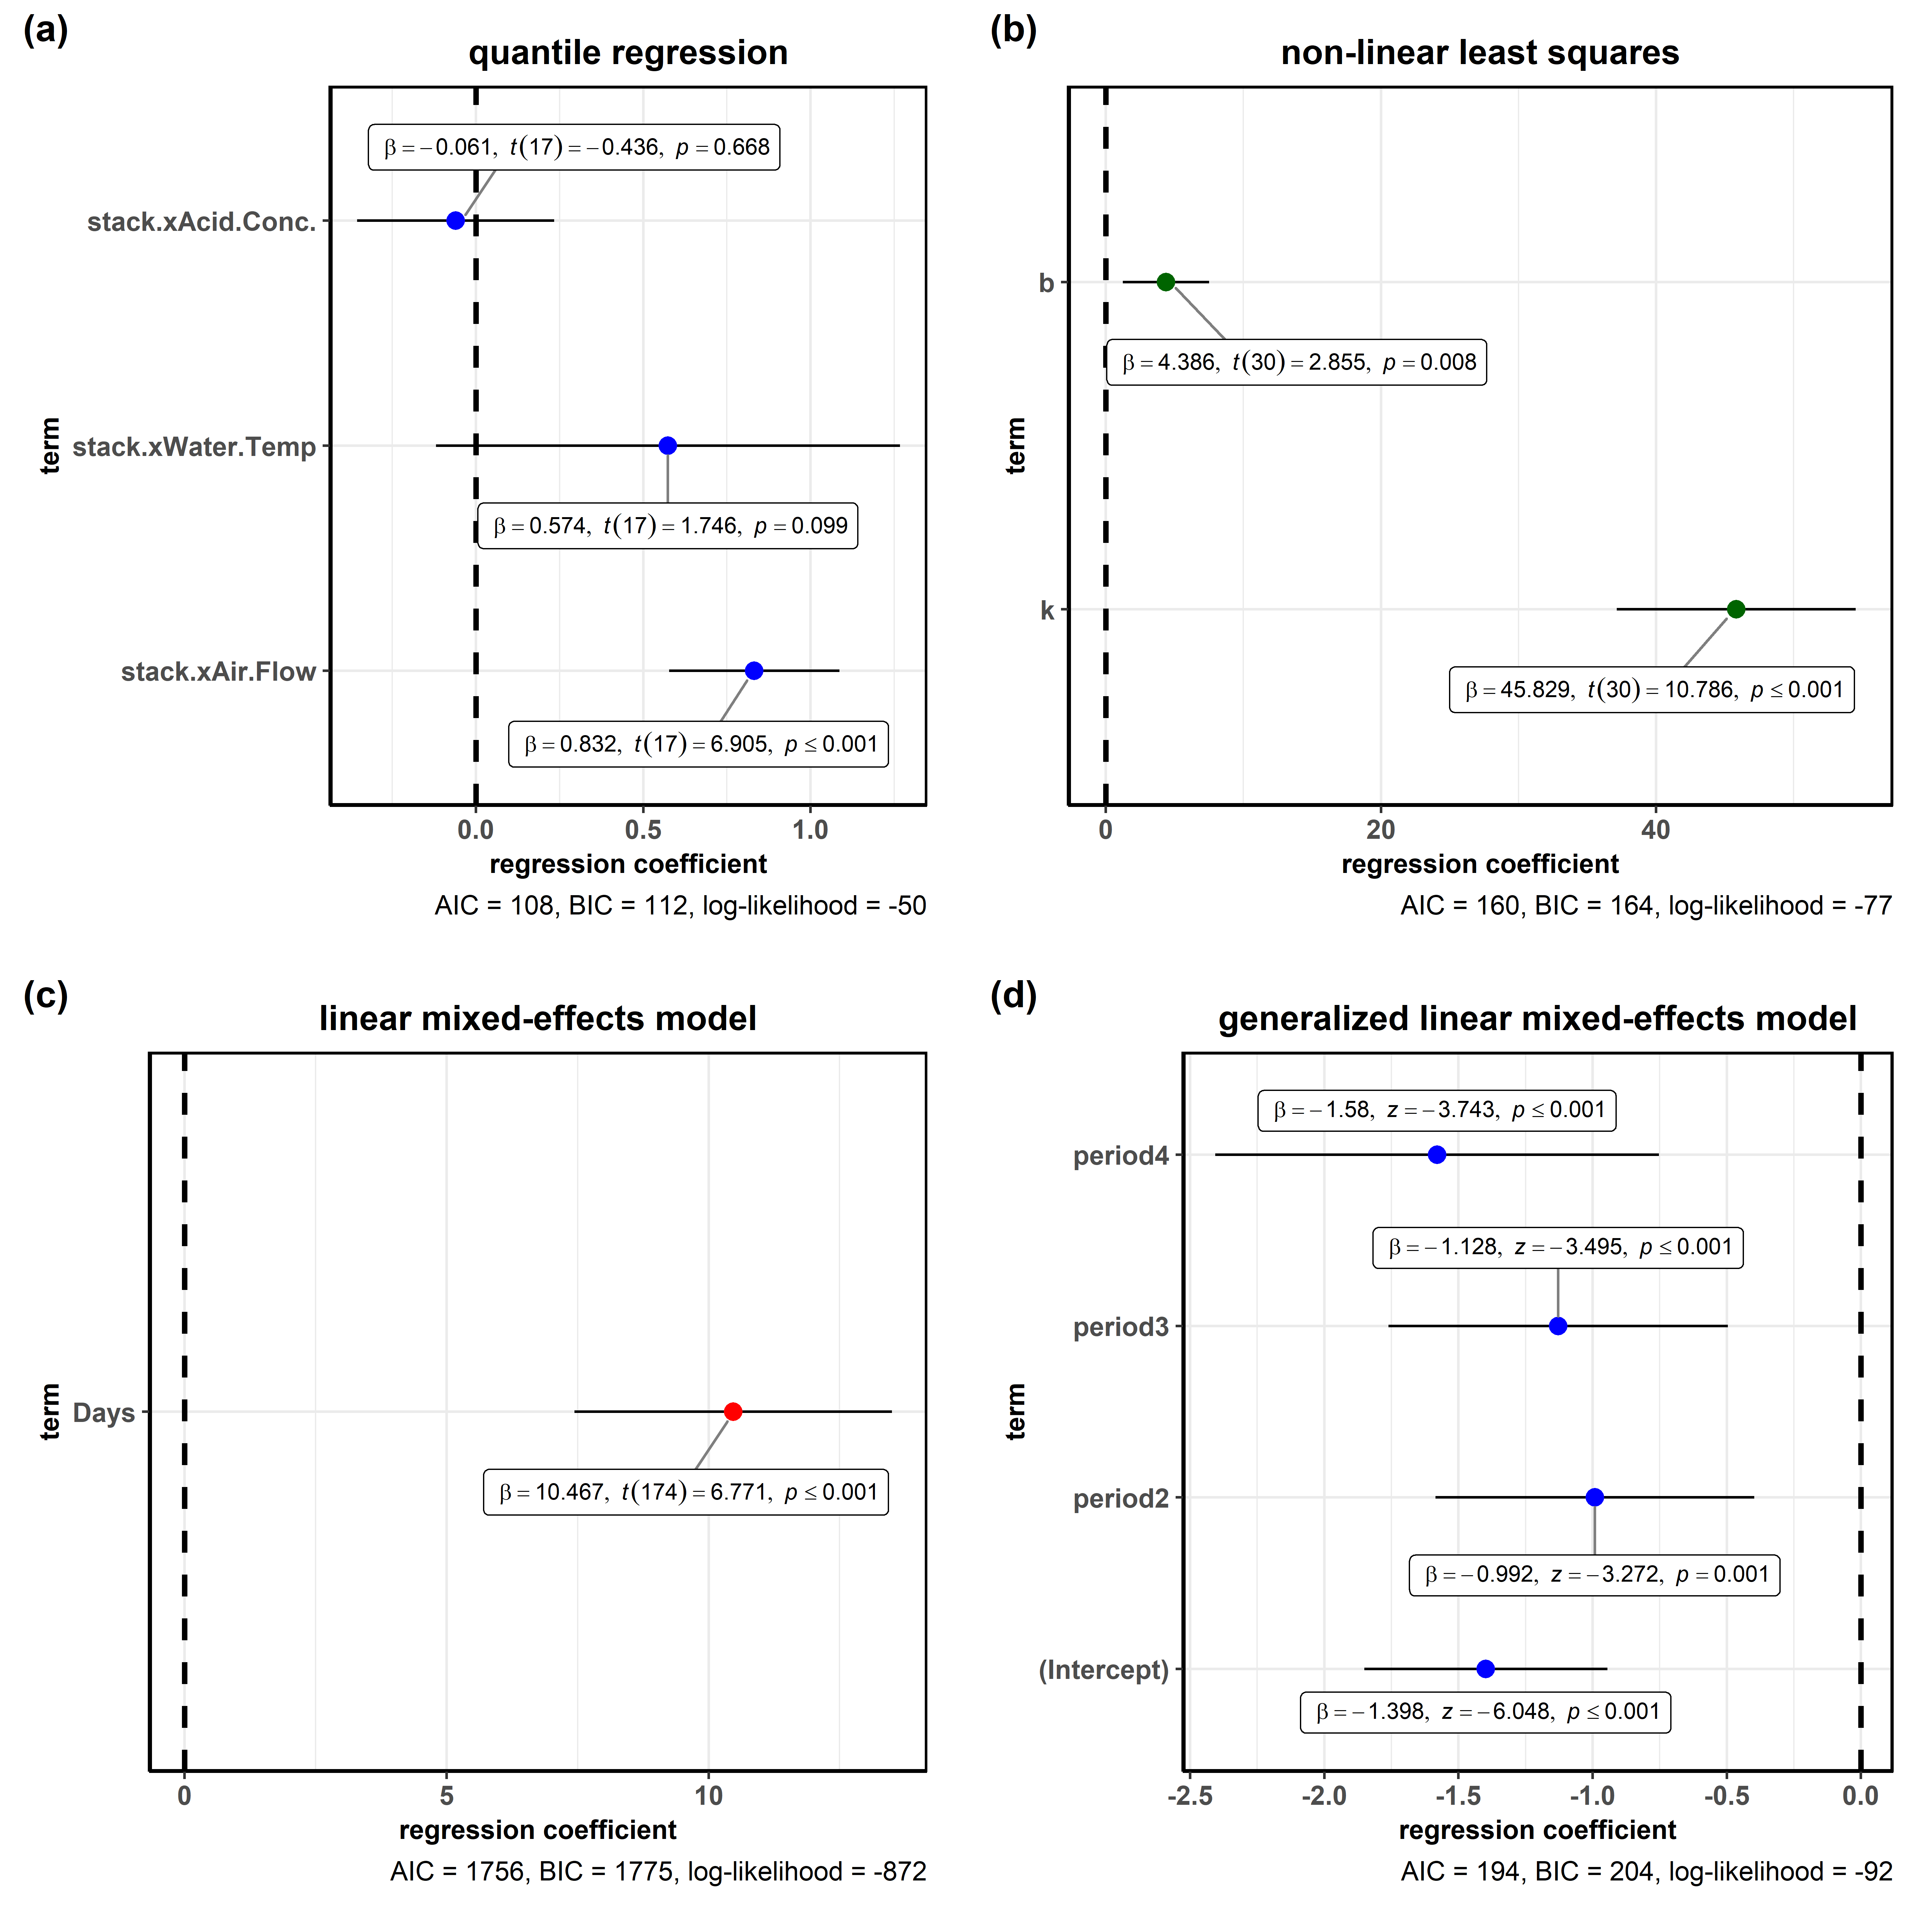 (a)
quantile regression
β = −0.061, t(17) = −0.436, p = 0.668
stack.xAcid.Conc.
stack.xWater.Temp
β = 0.574, t(17) = 1.746, p = 0.099
stack.xAir.Flow
β = 0.832, t(17) = 6.905, p ≤ 0.001
term
0.0 0.5 1.0
regression coefficient
AIC = 108, BIC = 112, log-likelihood = -50
(b)
non-linear least squares
b
β = 4.386, t(30) = 2.855, p = 0.008
k
β = 45.829, t(30) = 10.786, p ≤ 0.001
term
0 20 40
regression coefficient
AIC = 160, BIC = 164, log-likelihood = -77
(c)
linear mixed-effects model
Days
β = 10.467, t(174) = 6.771, p ≤ 0.001
term
0 5 10
regression coefficient
AIC = 1756, BIC = 1775, log-likelihood = -872
(d)
generalized linear mixed-effects model
β = −1.58, z = −3.743, p ≤ 0.001
period4
β = −1.128, z = −3.495, p ≤ 0.001
period3
period2
β = −0.992, z = −3.272, p = 0.001
(Intercept)
β = −1.398, z = −6.048, p ≤ 0.001
term
-2.5 -2.0 -1.5 -1.0 -0.5 0.0
regression coefficient
AIC = 194, BIC = 204, log-likelihood = -92